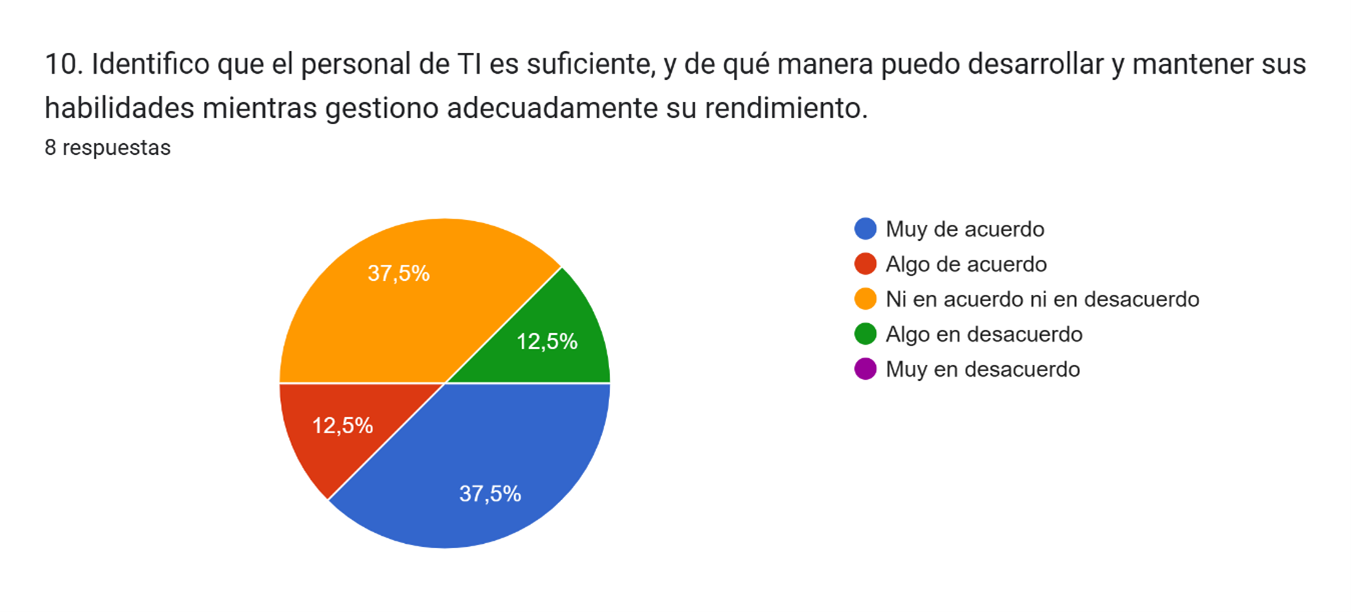 10. Identifico que el personal de TI es suficiente, y de qué manera puedo desarrollar y mantener sus
habilidades mientras gestiono adecuadamente su rendimiento.
8 respuestas
37,5%
12,5%
12,5%
37,5%
Muy de acuerdo
Algo de acuerdo
Ni en acuerdo ni en desacuerdo
Algo en desacuerdo
Muy en desacuerdo